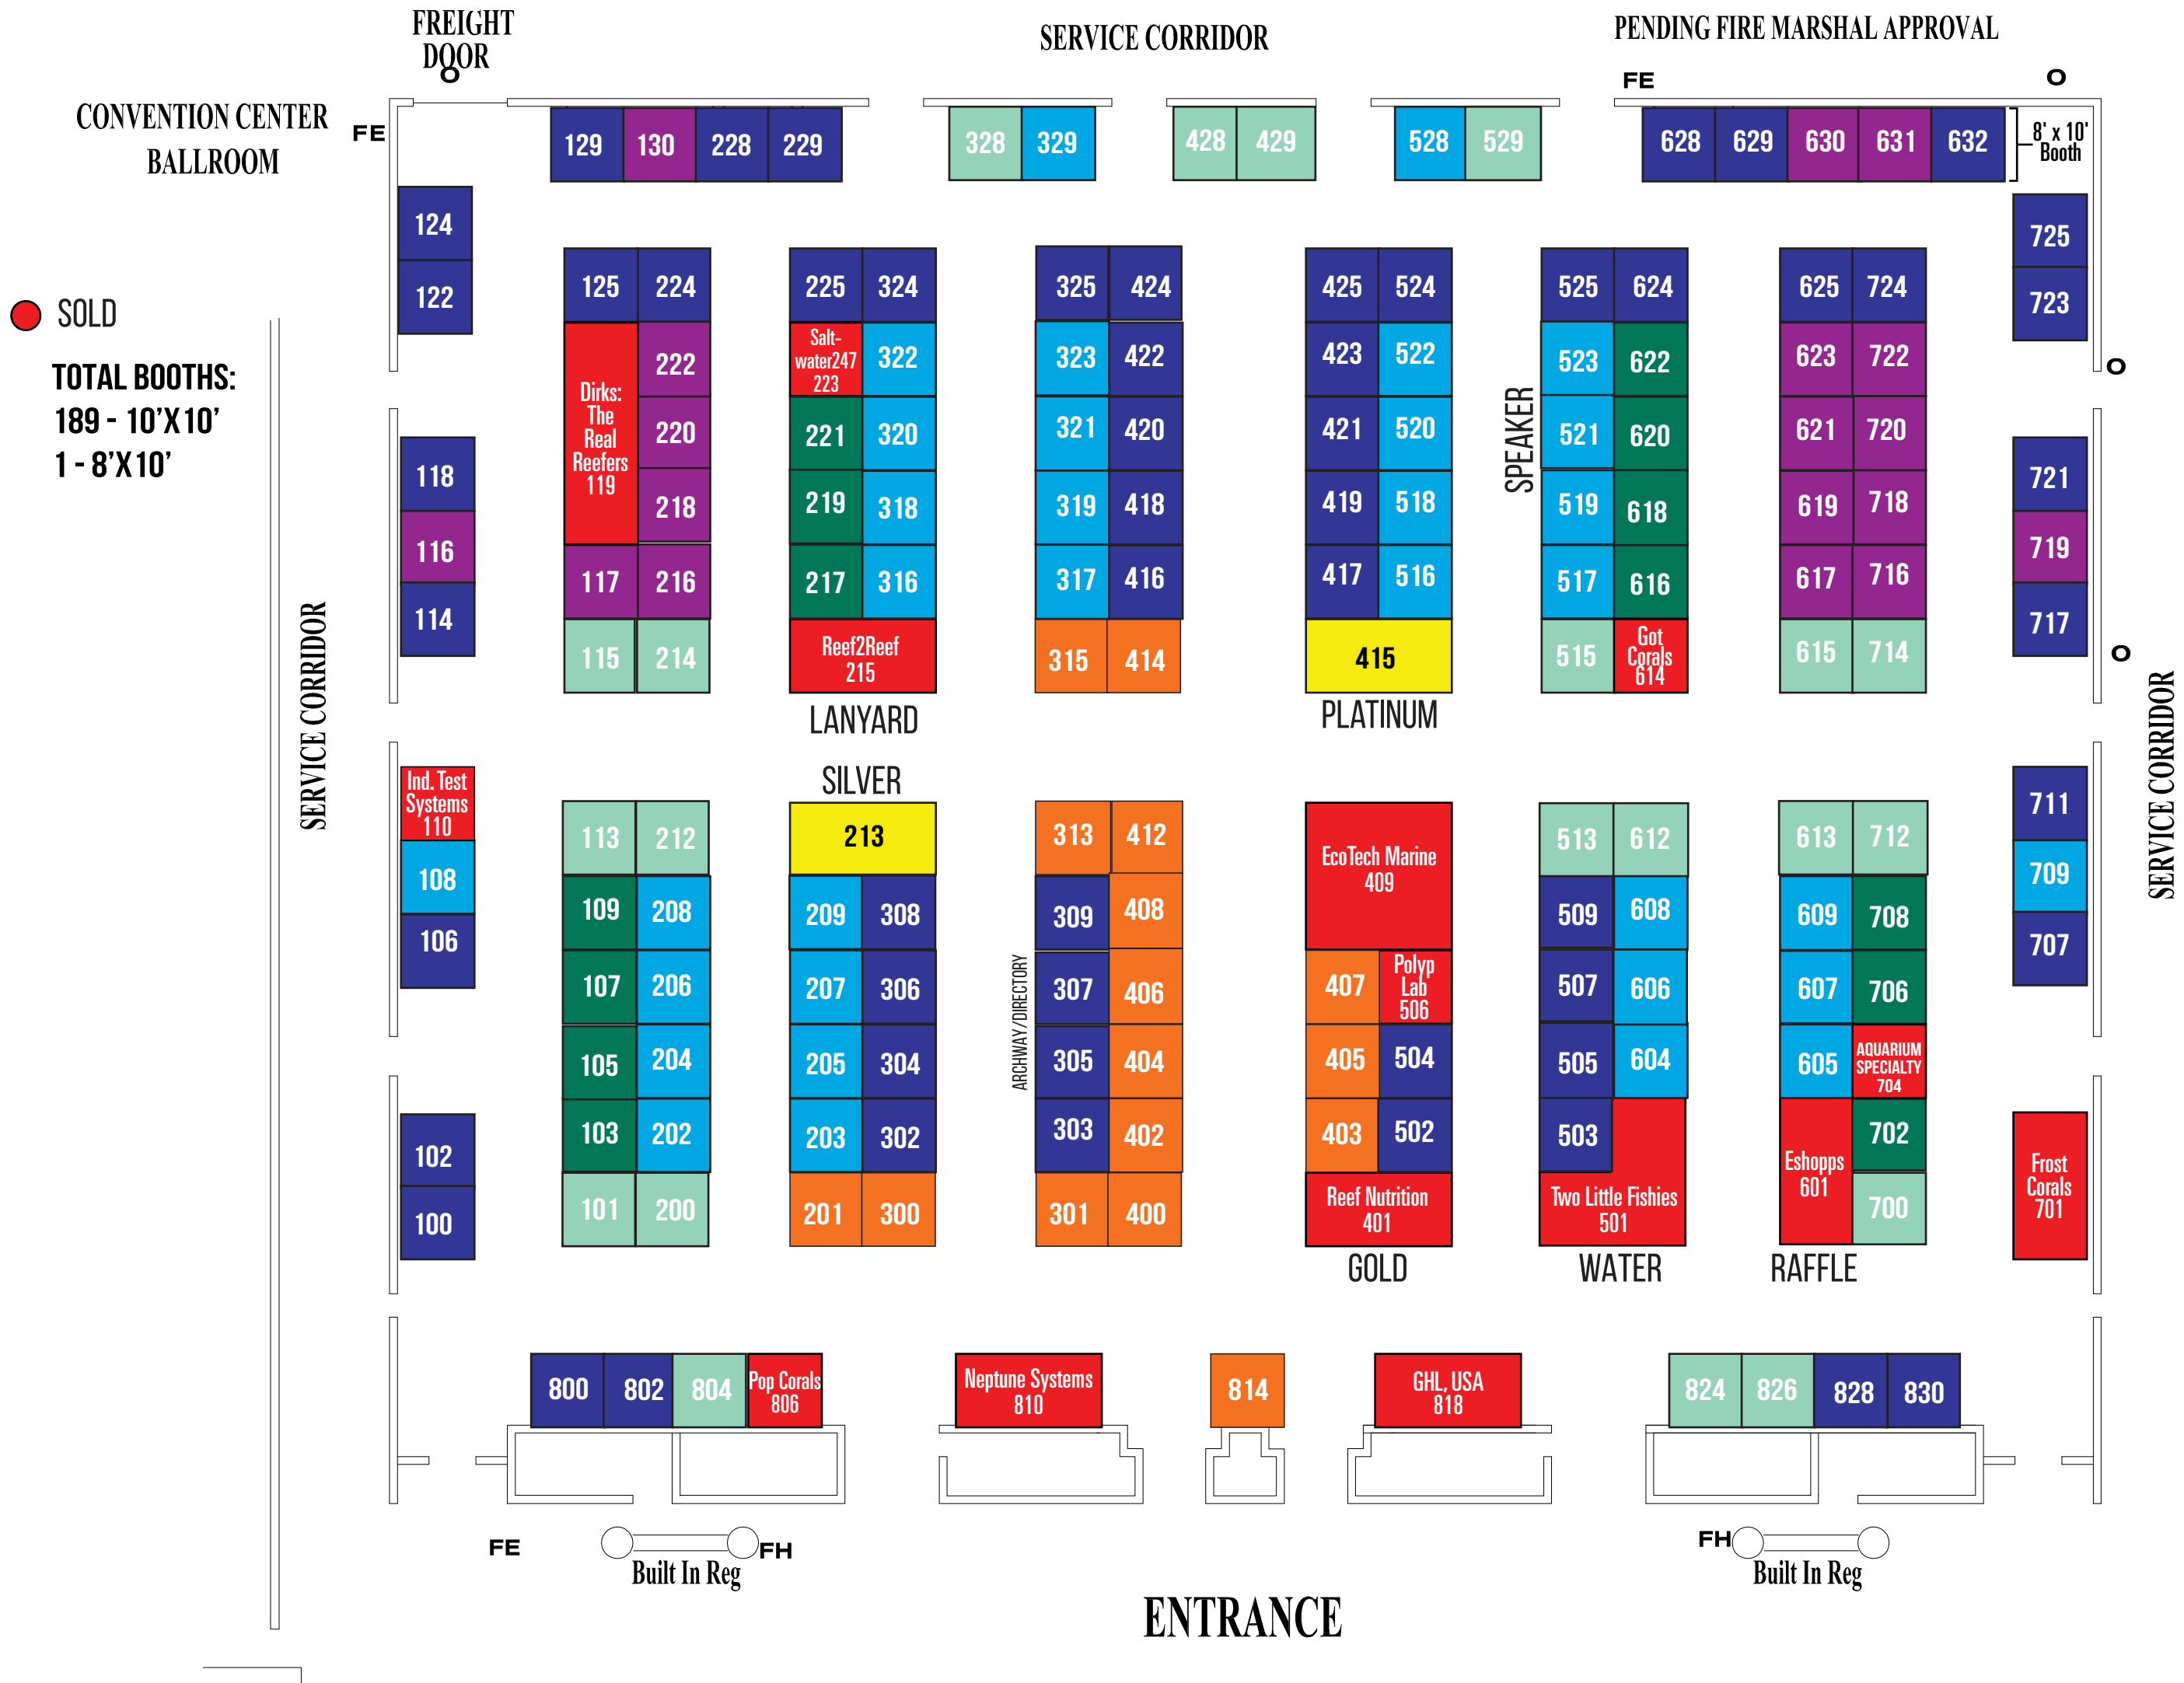 FREIGHT
DOOR
O
SERVICE CORRIDOR
PENDING FIRE MARSHAL APPROVAL
FE
O
CONVENTION CENTER
BALLROOM
FE
129 130 228 229
328 329
428 429
528 529
628 629 630 631 632
8' x 10'
Booth
124
122
725
723
SOLD
TOTAL BOOTHS:
189 - 10'X10'
1 - 8'X10'
125 224
225 324
325 424
425 524
525 624
625 724
Dirks:
The
Real
Reefers
119
222
220
218
117 216
115 214
Salt-
water247
223
322
221 320
219 318
217 316
Reef2Reef
215
LANYARD
323 422
321 420
319 418
317 416
315 414
423 522
421 520
419 518
417 516
415
PLATINUM
SPEAKER
523 622
521 620
519 618
517 616
515
Got
Corals
614
623 722
621 720
619 718
617 716
615 714
O
118
116
114
721
719
717
O
SERVICE CORRIDOR
SERVICE CORRIDOR
Ind. Test
Systems
110
108
106
102
100
113 212
109 208
107 206
105 204
103 202
101 200
SILVER
213
209 308
207 306
205 304
203 302
201 300
ARCHWAY/DIRECTORY
313 412
309 408
307 406
305 404
303 402
301 400
EcoTech Marine
409
407
Polyp
Lab
506
405 504
403 502
Reef Nutrition
401
GOLD
513 612
509 608
507 606
505 604
503
Two Little Fishies
501
WATER
613 712
609 708
607 706
605
AQUARIUM
SPECIALTY
704
Eshopps
601
702
700
RAFFLE
711
709
707
Frost
Corals
701
800 802 804
Pop Corals
806
Neptune Systems
810
814
GHL, USA
818
824 826 828 830
FE
FH
Built In Reg
FH
Built In Reg
ENTRANCE